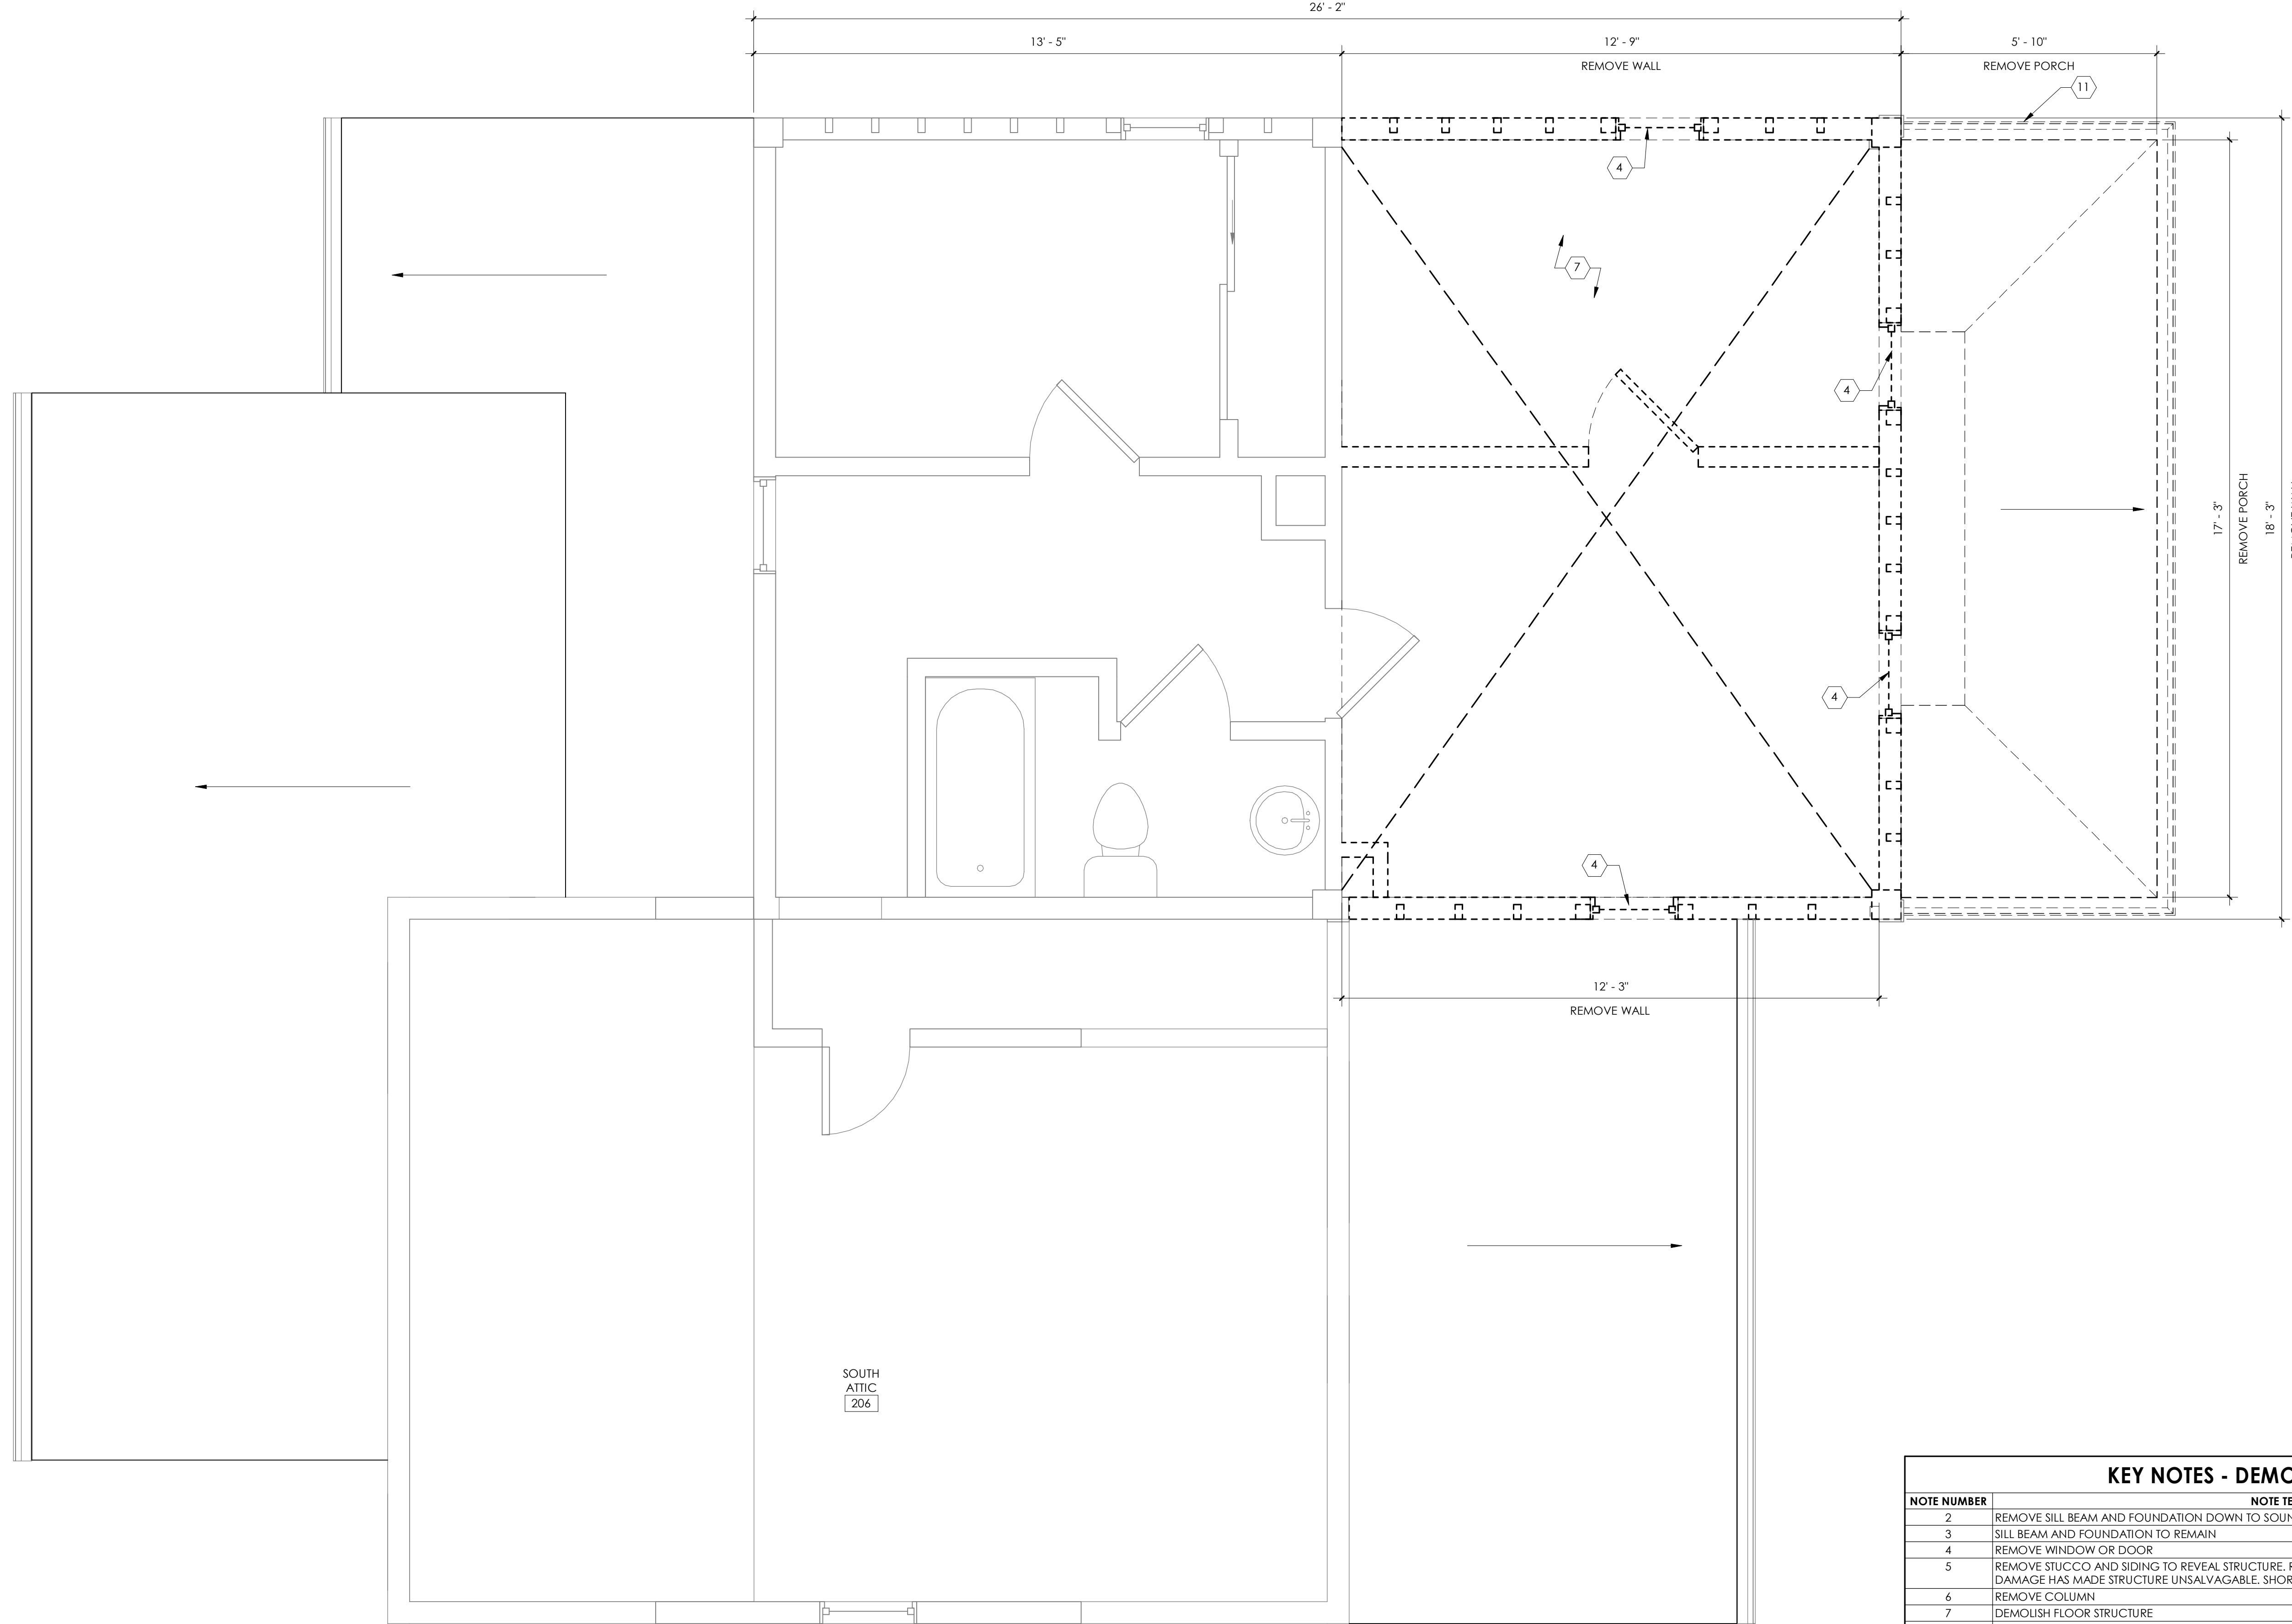 26' - 2"
13' - 5"
12' - 9"
5' - 10"
REMOVE WALL
REMOVE PORCH
11
4
7
4
17' - 3"
REMOVE PORCH
18' - 3"
4
4
12' - 3"
REMOVE WALL
SOUTH
ATTIC
206
KEY NOTES - DEMO
NOTE NUMBER
NOTE TE
2 REMOVE SILL BEAM AND FOUNDATION DOWN TO SOUN
3 SILL BEAM AND FOUNDATION TO REMAIN
4 REMOVE WINDOW OR DOOR
5 REMOVE STUCCO AND SIDING TO REVEAL STRUCTURE.
DAMAGE HAS MADE STRUCTURE UNSALVAGABLE. SHOR
6 REMOVE COLUMN
7 DEMOLISH FLOOR STRUCTURE